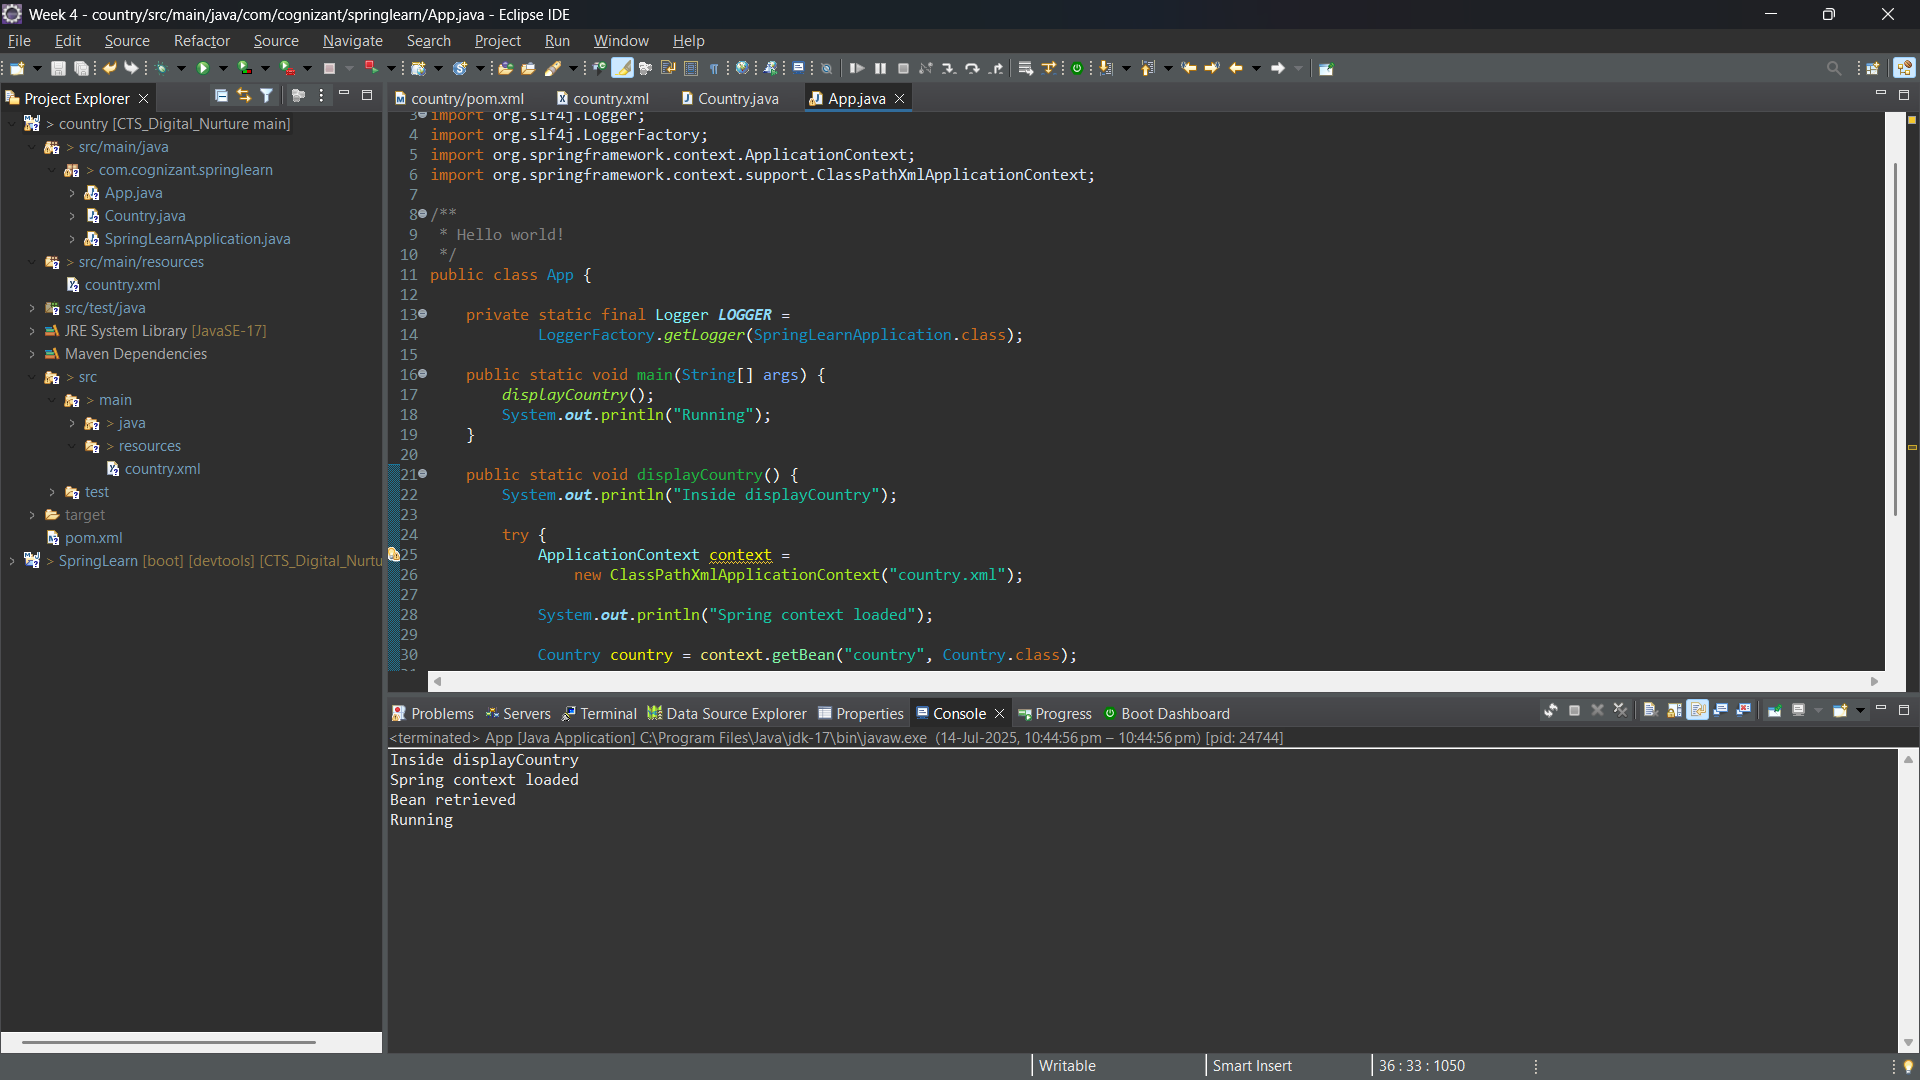 Week 4 - country/src/main/java/com/cognizant/springlearn/App.java - Eclipse IDE
File Edit Source Refactor Source Navigate Search Project Run Window Help
Project Explorer
country/pom.xml country.xml Country.java App.java
> country [CTS_Digital_Nurture main]
> src/main/java
> com.cognizant.springlearn
App.java
Country.java
SpringLearnApplication.java
> src/main/resources
country.xml
src/test/java
JRE System Library [JavaSE-17]
Maven Dependencies
> src
> main
> java
> resources
country.xml
test
target
pom.xml
> SpringLearn [boot] [devtools] [CTS_Digital_Nurtu
3 import org.slf4j.Logger;
4 import org.slf4j.LoggerFactory;
5 import org.springframework.context.ApplicationContext;
6 import org.springframework.context.support.ClassPathXmlApplicationContext;
7
8 /**
9 * Hello world!
10 */
11 public class App {
12
13 private static final Logger LOGGER =
14 LoggerFactory.getLogger(SpringLearnApplication.class);
15
16 public static void main(String[] args) {
17 displayCountry();
18 System.out.println("Running");
19 }
20
21 public static void displayCountry() {
22 System.out.println("Inside displayCountry");
23
24 try {
25 ApplicationContext context =
26 new ClassPathXmlApplicationContext("country.xml");
27
28 System.out.println("Spring context loaded");
29
30 Country country = context.getBean("country", Country.class);
Problems Servers Terminal Data Source Explorer Properties Console Progress Boot Dashboard
<terminated> App [Java Application] C:\Program Files\Java\jdk-17\bin\javaw.exe (14-Jul-2025, 10:44:56 pm – 10:44:56 pm) [pid: 24744]
Inside displayCountry
Spring context loaded
Bean retrieved
Running
Writable Smart Insert 36 : 33 : 1050